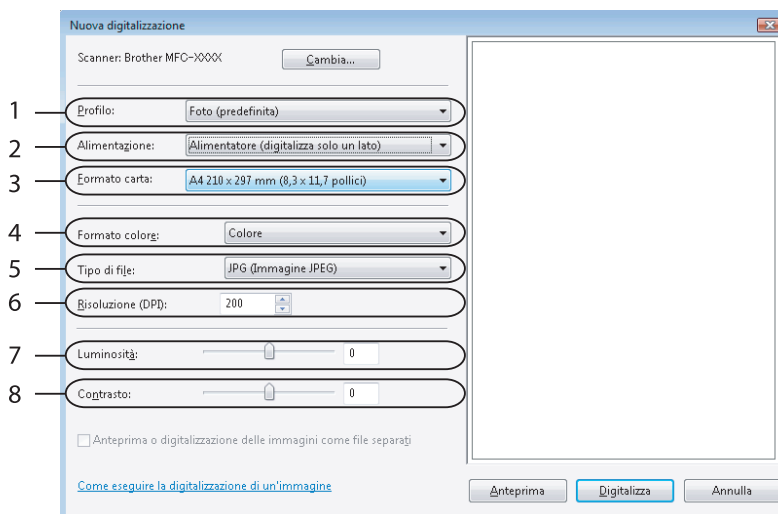 Nuova digitalizzazione
Scanner: Brother MFC-XXXX
Cambia...
1 Profilo: Foto (predefinita)
2 Alimentazione: Alimentatore (digitalizza solo un lato)
3 Formato carta: A4 210 x 297 mm (8,3 x 11,7 pollici)
4 Formato colore: Colore
5 Tipo di file: JPG (Immagine JPEG)
6 Risoluzione (DPI): 200
7 Luminosità: 0
8 Contrasto: 0
Anteprima o digitalizzazione delle immagini come file separati
Come eseguire la digitalizzazione di un'immagine
Anteprima Digitalizza Annulla